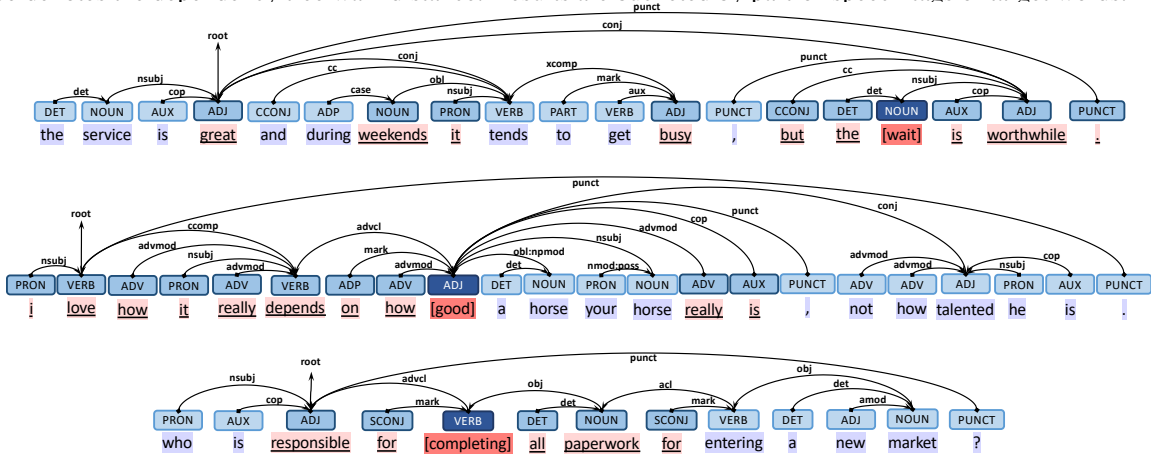 punct
conj
root
conj
nsubj cc xcomp punct
det cop case obl nsubj mark aux cc det nsubj cop
DET NOUN AUX ADJ CCONJ ADP NOUN PRON VERB PART VERB ADJ PUNCT CCONJ DET NOUN AUX ADJ PUNCT
the service is great and during weekends it tends to get busy , but the [wait] is worthwhile .
punct
root
ccomp advcl advmod cop punct conj
advmod mark nsubj
nsubj nsubj advmod advmod obl:npmod det nmod:poss advmod advmod nsubj cop
PRON VERB ADV PRON ADV VERB ADP ADV ADJ DET NOUN PRON NOUN ADV AUX PUNCT ADV ADV ADJ PRON AUX PUNCT
i love how it really depends on how [good] a horse your horse really is , not how talented he is .
punct
root
nsubj advcl obj acl obj
cop mark det mark det amod
PRON AUX ADJ SCONJ VERB DET NOUN SCONJ VERB DET ADJ NOUN PUNCT
who is responsible for [completing] all paperwork for entering a new market ?